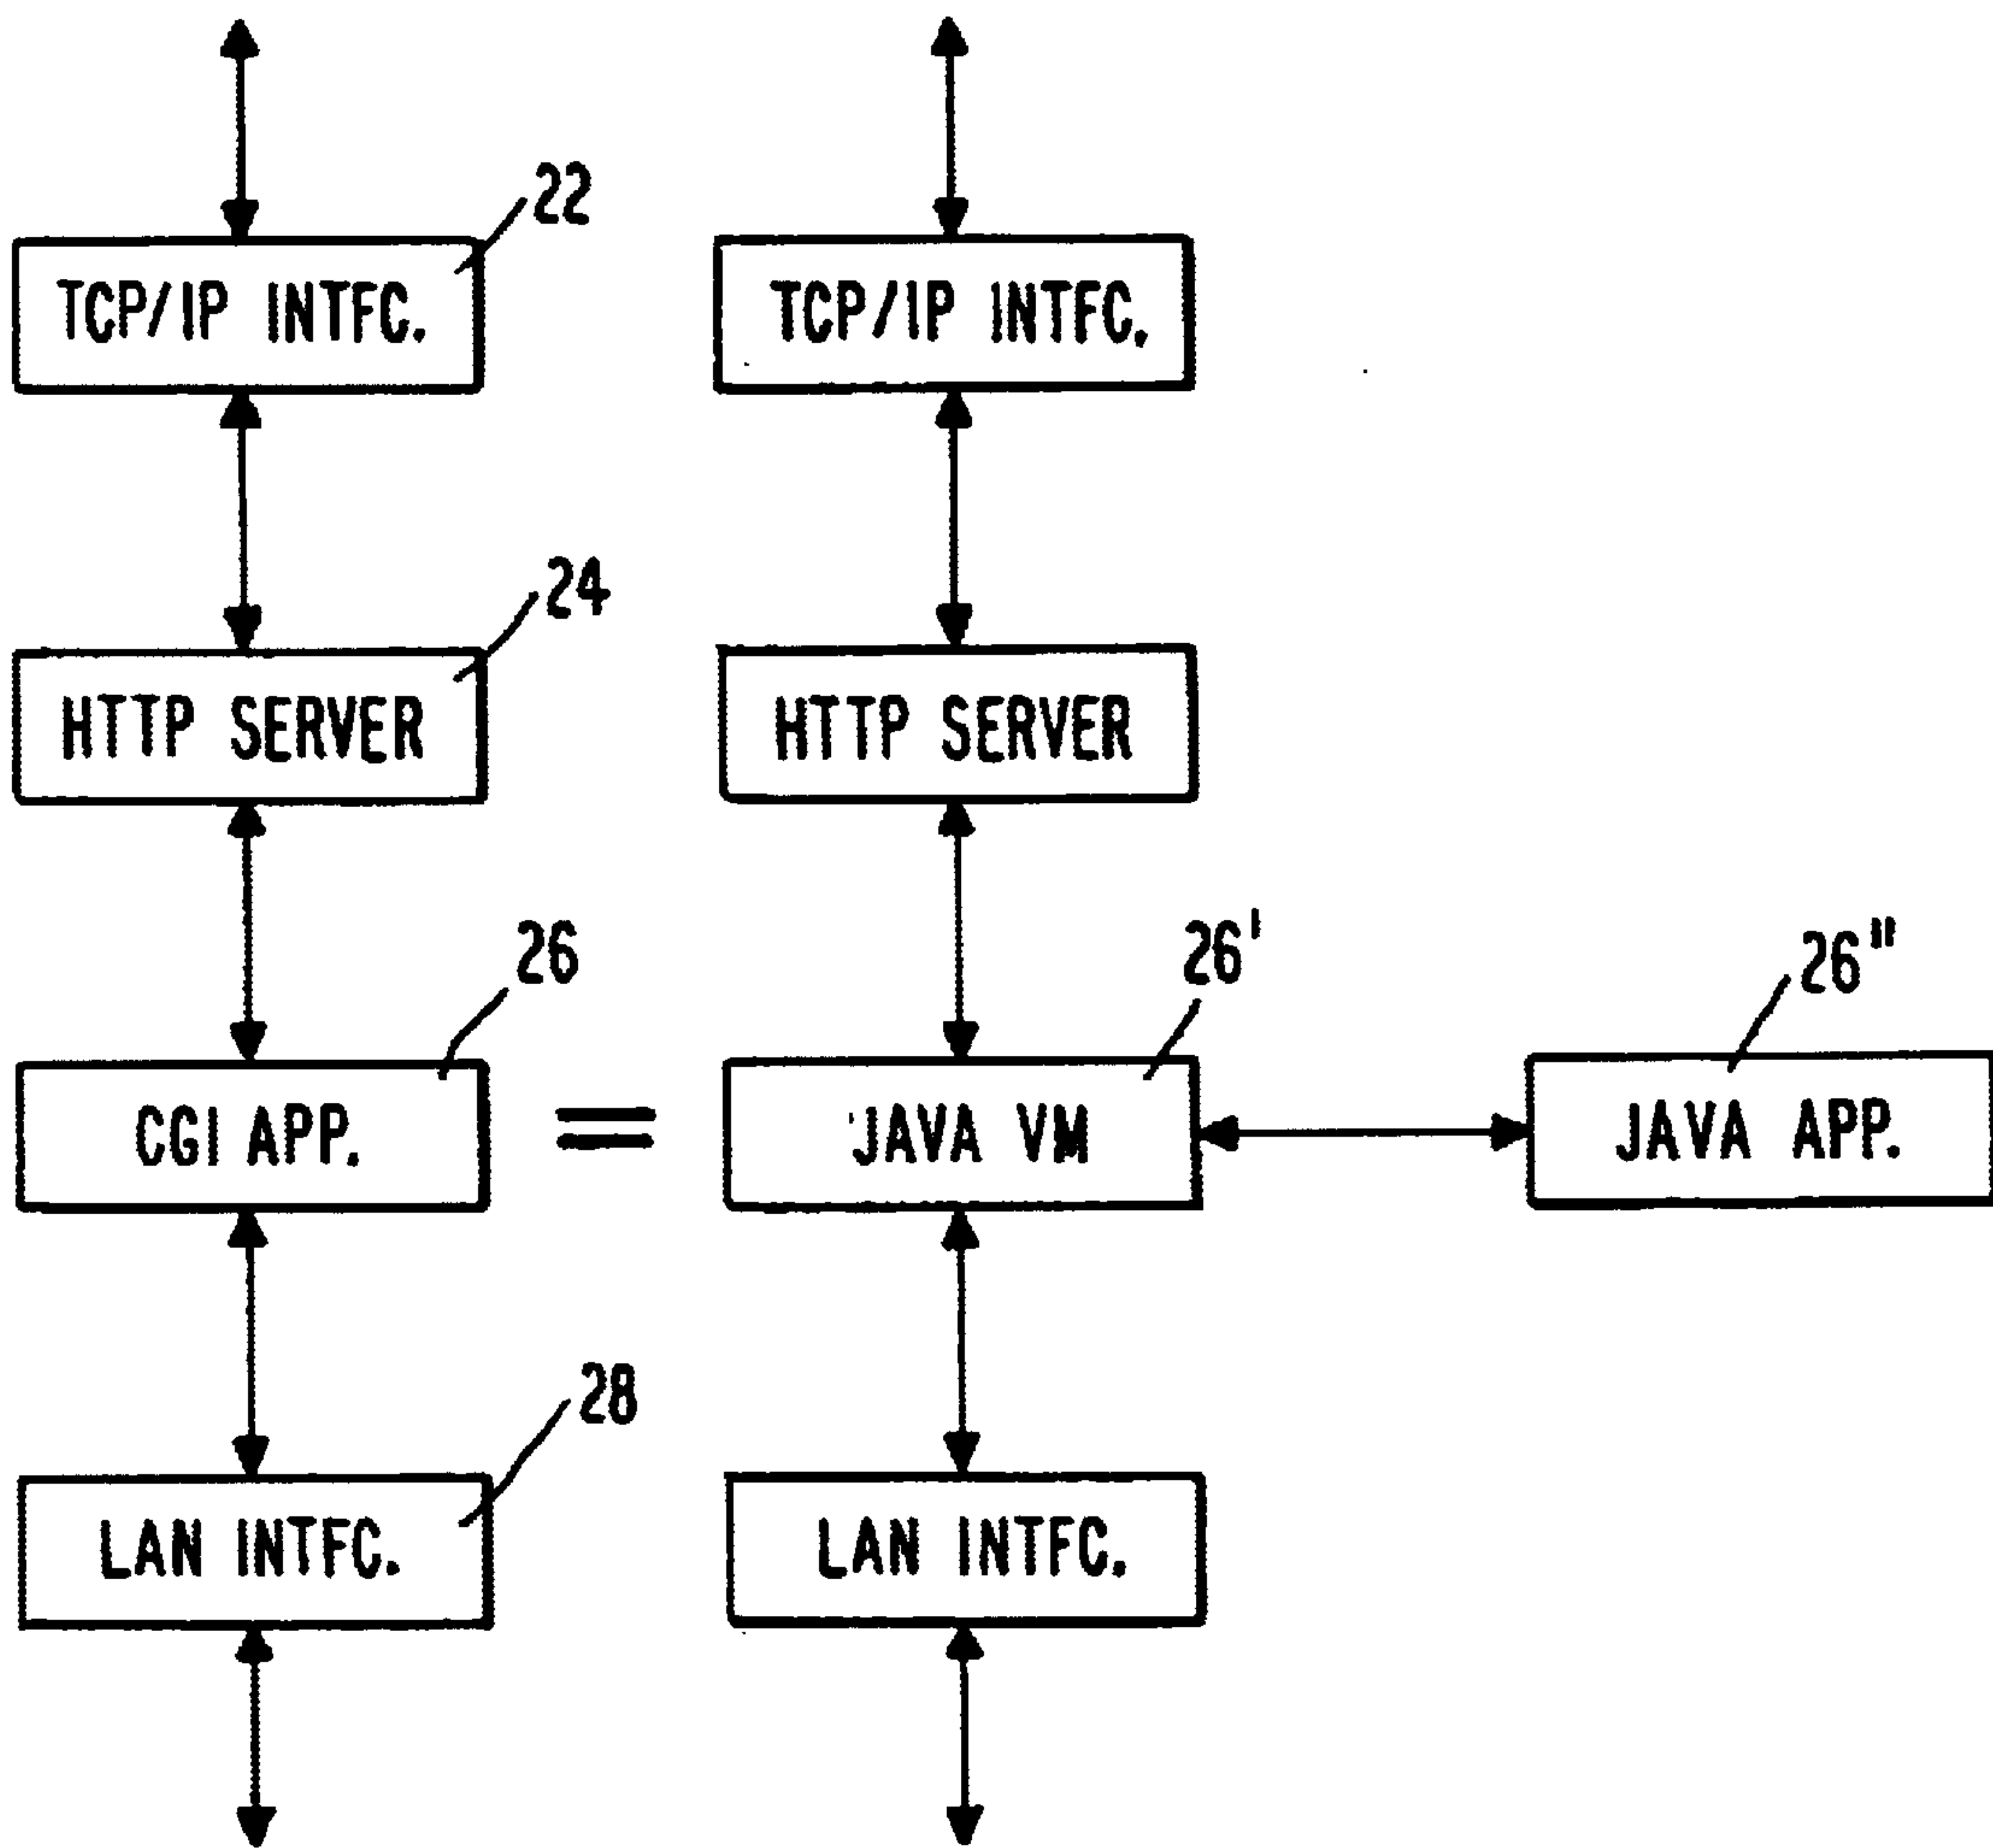 22
TCP/IP INTFC. TCP/IP INTFC.
24
HTTP SERVER HTTP SERVER
26 26' 26"
CGI APP. = JAVA VM JAVA APP.
28
LAN INTFC. LAN INTFC.